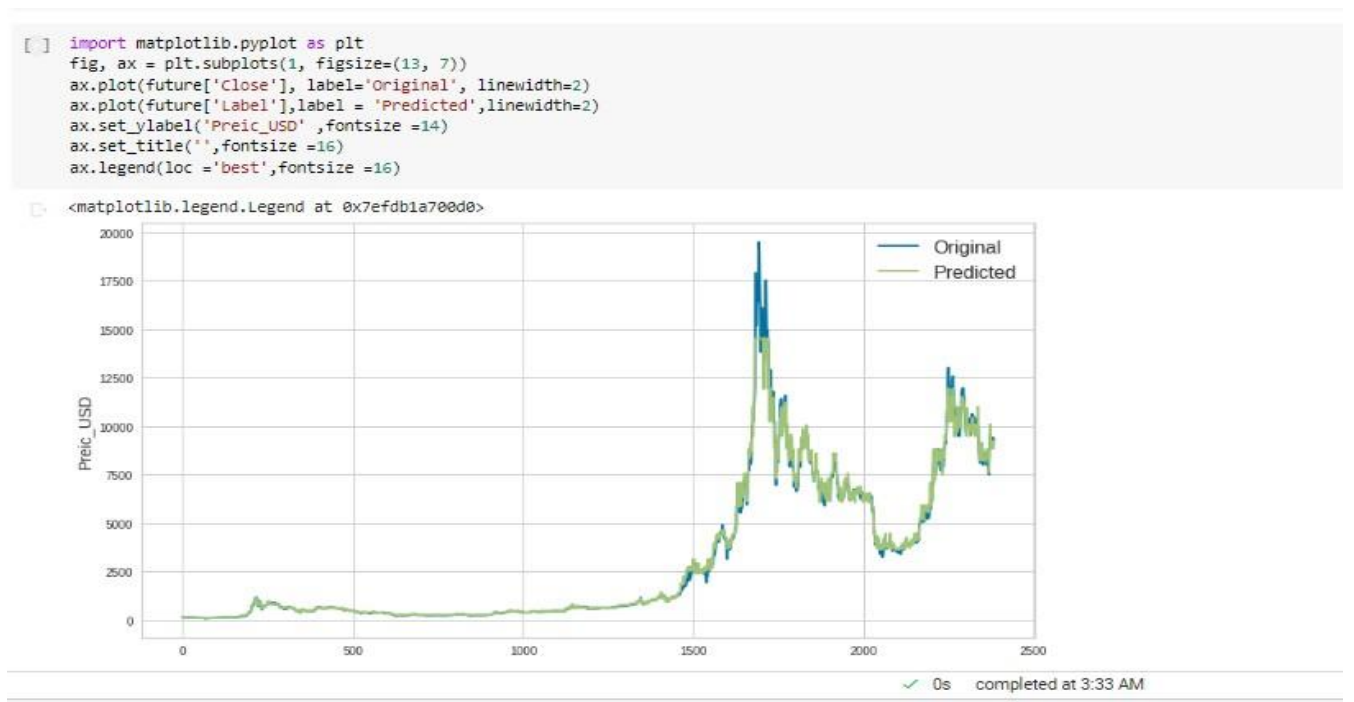 [ ] import matplotlib.pyplot as plt
fig, ax = plt.subplots(1, figsize=(13, 7))
ax.plot(future['Close'], label='Original', linewidth=2)
ax.plot(future['Label'],label = 'Predicted',linewidth=2)
ax.set_ylabel('Preic_USD' ,fontsize =14)
ax.set_title('',fontsize =16)
ax.legend(loc ='best',fontsize =16)
<matplotlib.legend.Legend at 0x7efdb1a700d0>
20000
Original
Predicted
17500
15000
12500
10000
Preic_USD
7500
5000
2500
0
0 500 1000 1500 2000 2500
0s completed at 3:33 AM